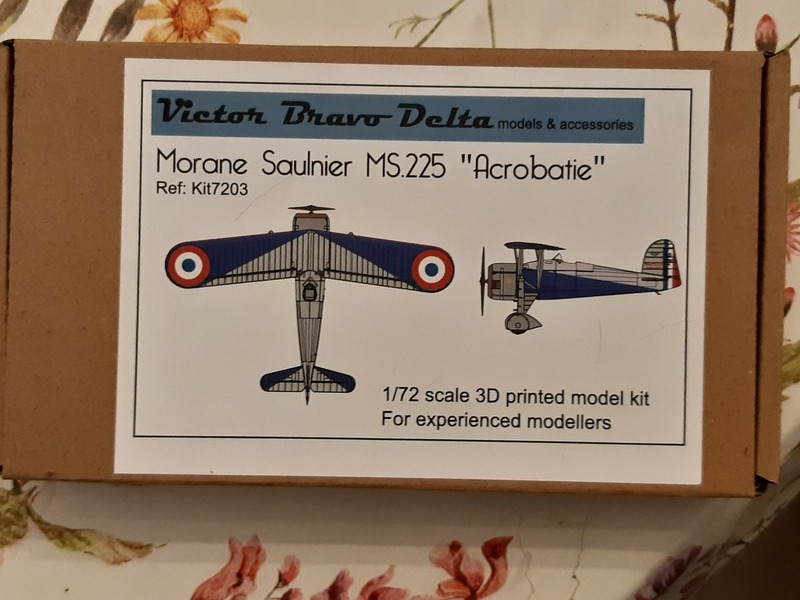 Victor Bravo Delta models & accessories
Morane Saulnier MS.225 "Acrobatie"
Ref: Kit7203
1/72 scale 3D printed model kit
For experienced modellers